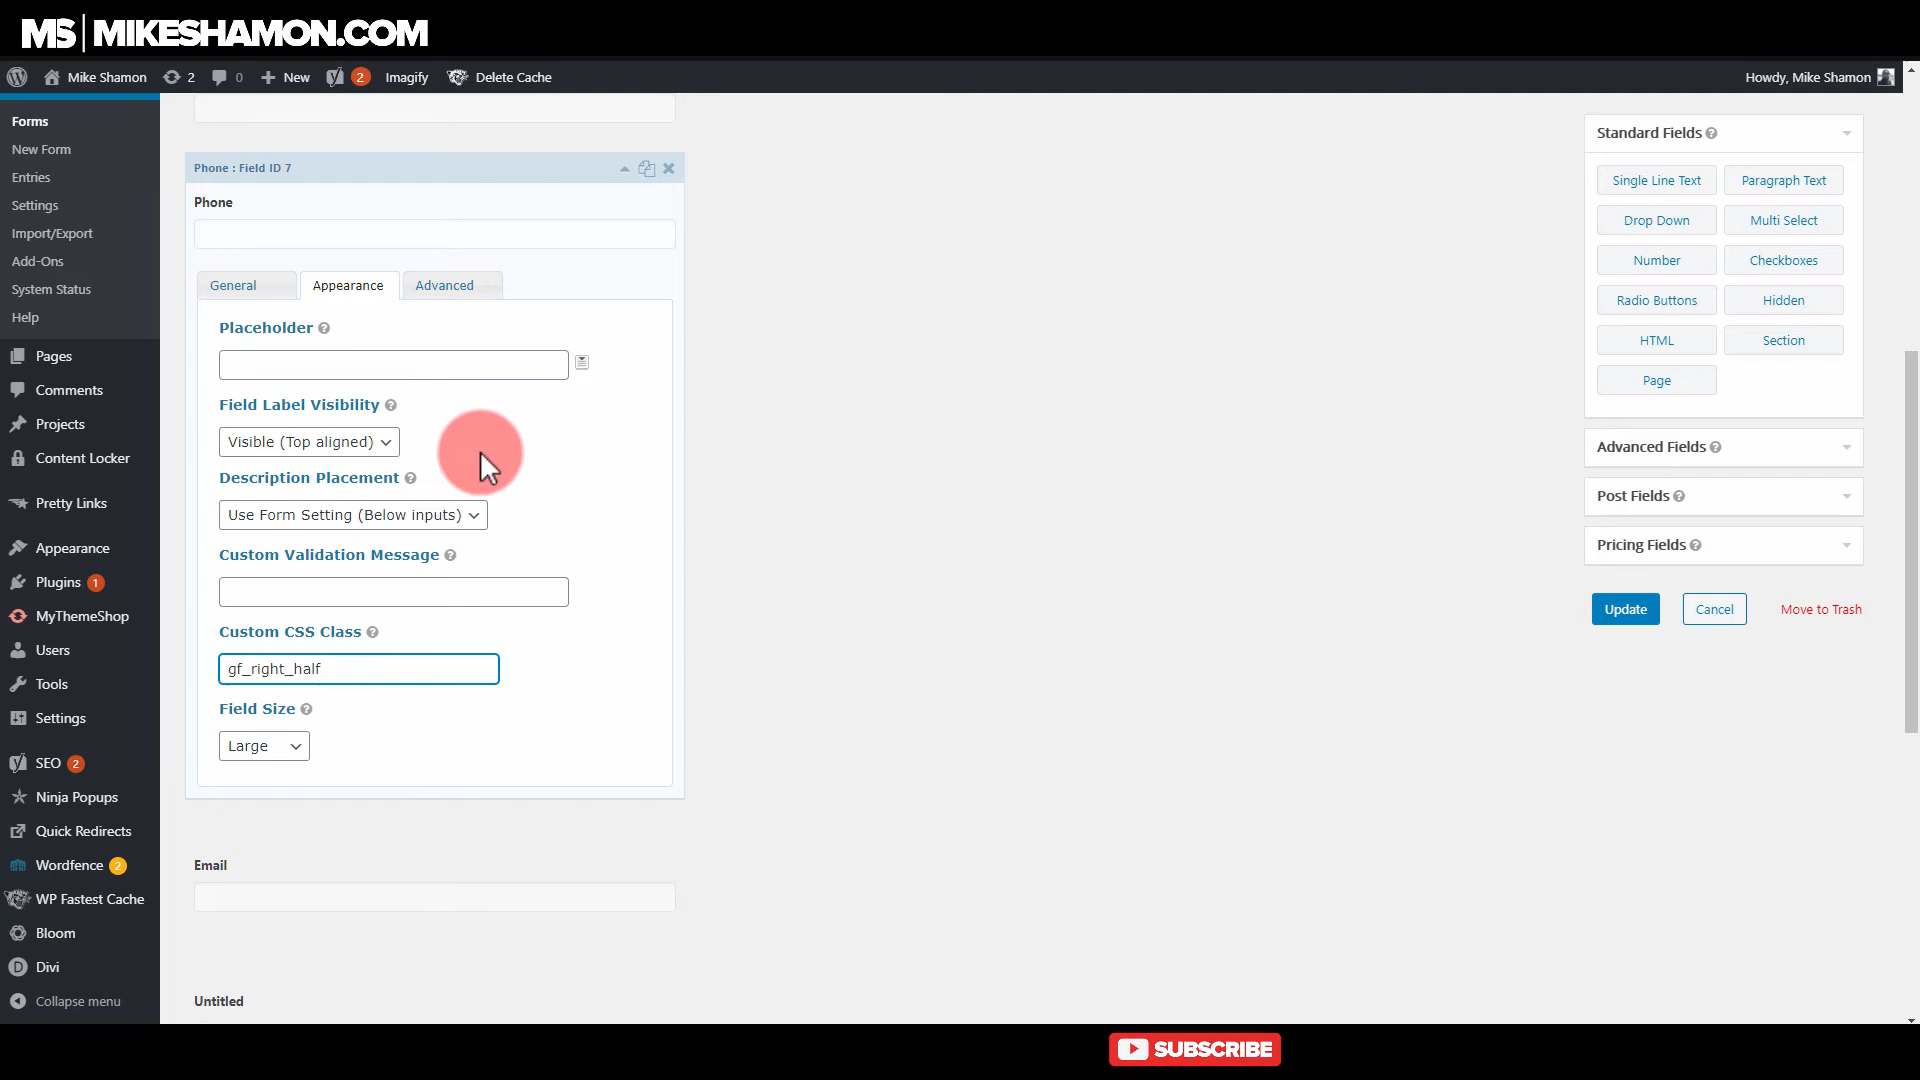 MS | MIKESHAMON.COM
Mike Shamon 2 0 New 2 Imagify Delete Cache
Howdy, Mike Shamon
Forms
New Form
Entries
Settings
Import/Export
Add-Ons
System Status
Help
Pages
Comments
Projects
Content Locker
Pretty Links
Appearance
Plugins 1
MyThemeShop
Users
Tools
Settings
SEO 2
Ninja Popups
Quick Redirects
Wordfence 2
WP Fastest Cache
Bloom
Divi
Collapse menu
Phone : Field ID 7
Phone
General Appearance Advanced
Placeholder
Field Label Visibility
Visible (Top aligned)
Description Placement
Use Form Setting (Below inputs)
Custom Validation Message
Custom CSS Class
gf_right_half
Field Size
Large
Email
Untitled
Standard Fields
Single Line Text Paragraph Text
Drop Down Multi Select
Number Checkboxes
Radio Buttons Hidden
HTML Section
Page
Advanced Fields
Post Fields
Pricing Fields
Update Cancel Move to Trash
SUBSCRIBE